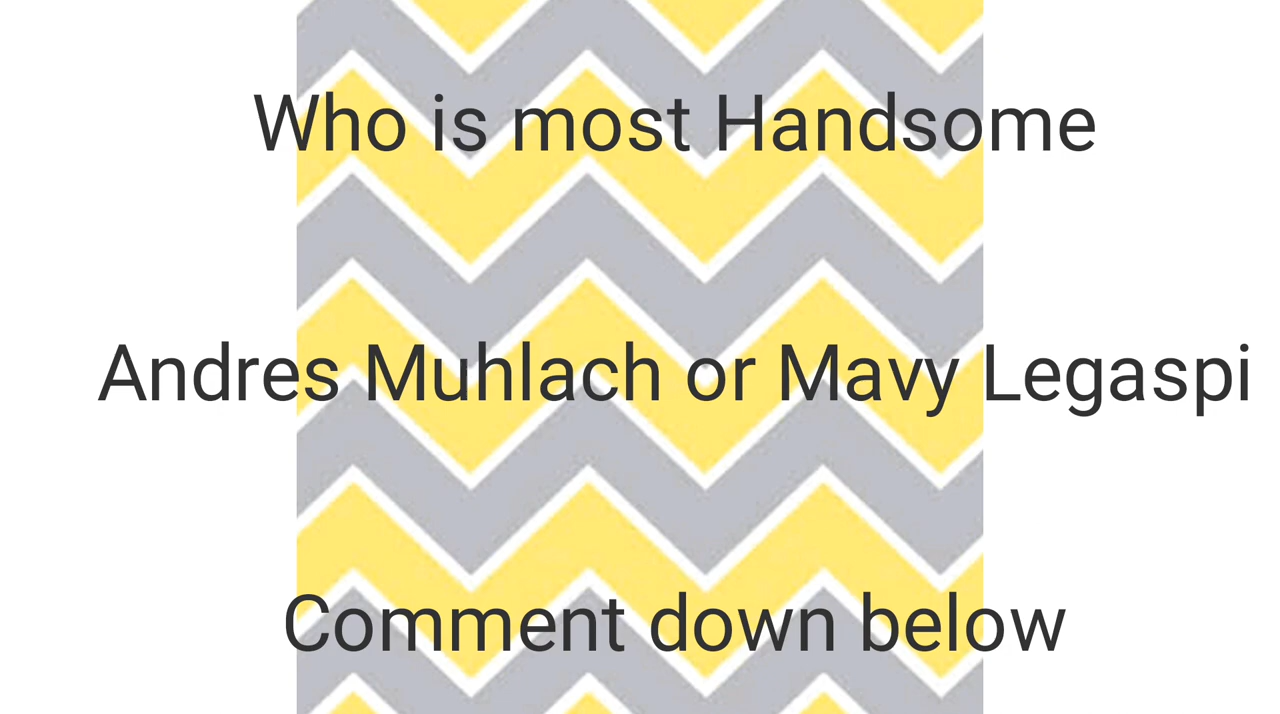 Who is most Handsome
Andres Muhlach or Mavy Legaspi
Comment down below